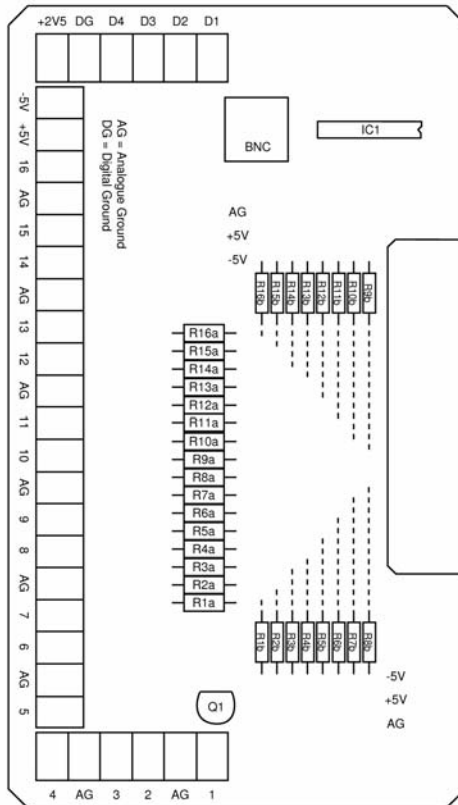 +2V5 DG D4 D3 D2 D1
-5V
+5V
16
AG
15
14
AG
13
12
AG
11
10
AG
9
8
AG
7
6
AG
5
AG = Analogue Ground
DG = Digital Ground
BNC
IC1
AG
+5V
-5V
R16b R15b R14b R13b R12b R11b R10b R9b
R16a
R15a
R14a
R13a
R12a
R11a
R10a
R9a
R8a
R7a
R6a
R5a
R4a
R3a
R2a
R1a
R1b R2b R3b R4b R5b R6b R7b R8b
-5V
+5V
AG
Q1
4 AG 3 2 AG 1